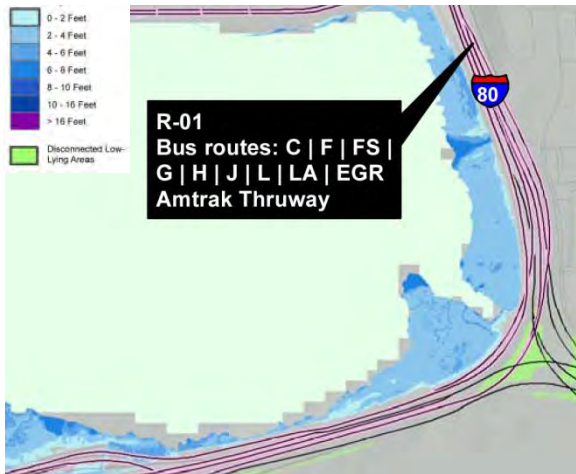 0 - 2 Feet
2 - 4 Feet
4 - 6 Feet
6 - 8 Feet
8 - 10 Feet
10 - 16 Feet
> 16 Feet
Disconnected Low-
Lying Areas
80
R-01
Bus routes: C | F | FS |
G | H | J | L | LA | EGR
Amtrak Thruway